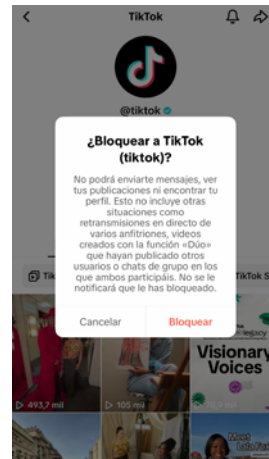 TikTok
@tiktok
¿Bloquear a TikTok
(tiktok)?
No podrá enviarte mensajes, ver
tus publicaciones ni encontrar tu
perfil. Esto no incluye otras
situaciones como
retransmisiones en directo de
varios anfitriones, videos
creados con la función «Dúo»
que hayan publicado otros
usuarios o chats de grupo en los
que ambos participáis. No se le
notificará que le has bloqueado.
Cancelar
Bloquear
Tik
TikTok S
Visionary
Voices
493,7 mil
105 mil
Meet